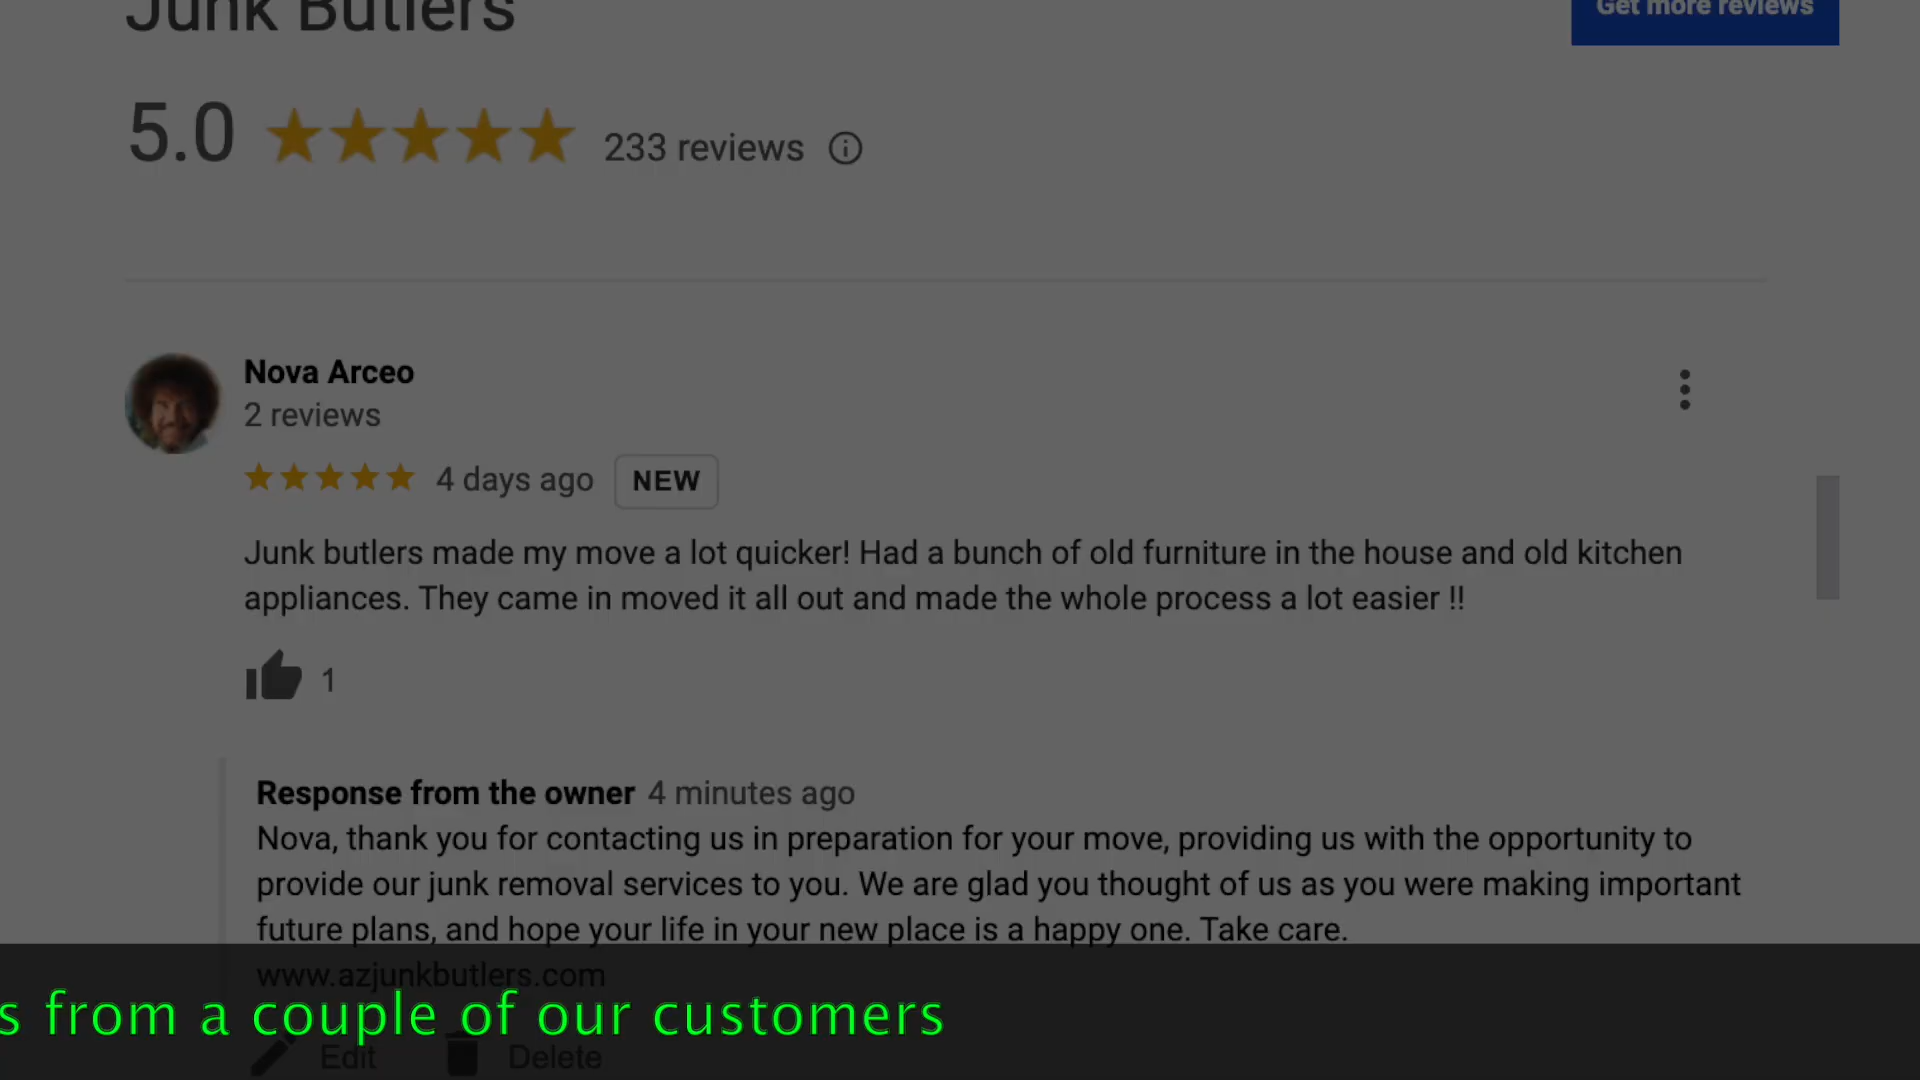 Junk Butlers
Get more reviews
5.0 233 reviews
Nova Arceo
2 reviews
4 days ago NEW
Junk butlers made my move a lot quicker! Had a bunch of old furniture in the house and old kitchen
appliances. They came in moved it all out and made the whole process a lot easier !!
1
Response from the owner 4 minutes ago
Nova, thank you for contacting us in preparation for your move, providing us with the opportunity to
provide our junk removal services to you. We are glad you thought of us as you were making important
future plans, and hope your life in your new place is a happy one. Take care.
www.azjunkbutlers.com
s from a couple of our customers
Edit Delete